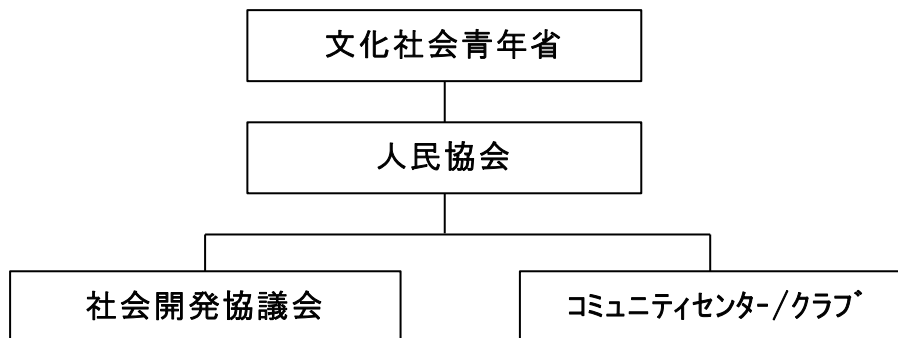 文化社会青年省
人民協会
社会開発協議会
コミュニティセンター/クラブ